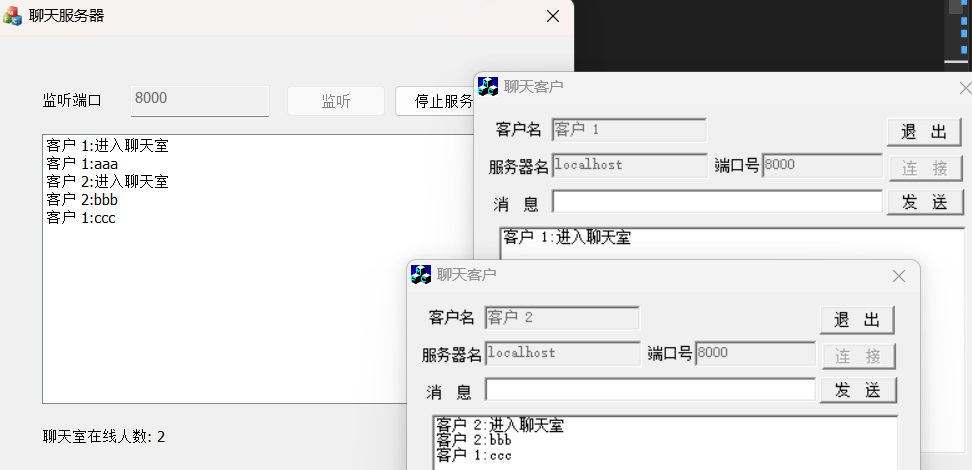 聊天服务器
监听端口 8000 监听 停止服务
客户 1:进入聊天室
客户 1:aaa
客户 2:进入聊天室
客户 2:bbb
客户 1:ccc
聊天室在线人数: 2
聊天客户
客户名 客户 1 退 出
服务器名 localhost 端口号 8000 连 接
消 息 发 送
客户 1:进入聊天室
聊天客户
客户名 客户 2 退 出
服务器名 localhost 端口号 8000 连 接
消 息 发 送
客户 2:进入聊天室
客户 2:bbb
客户 1:ccc